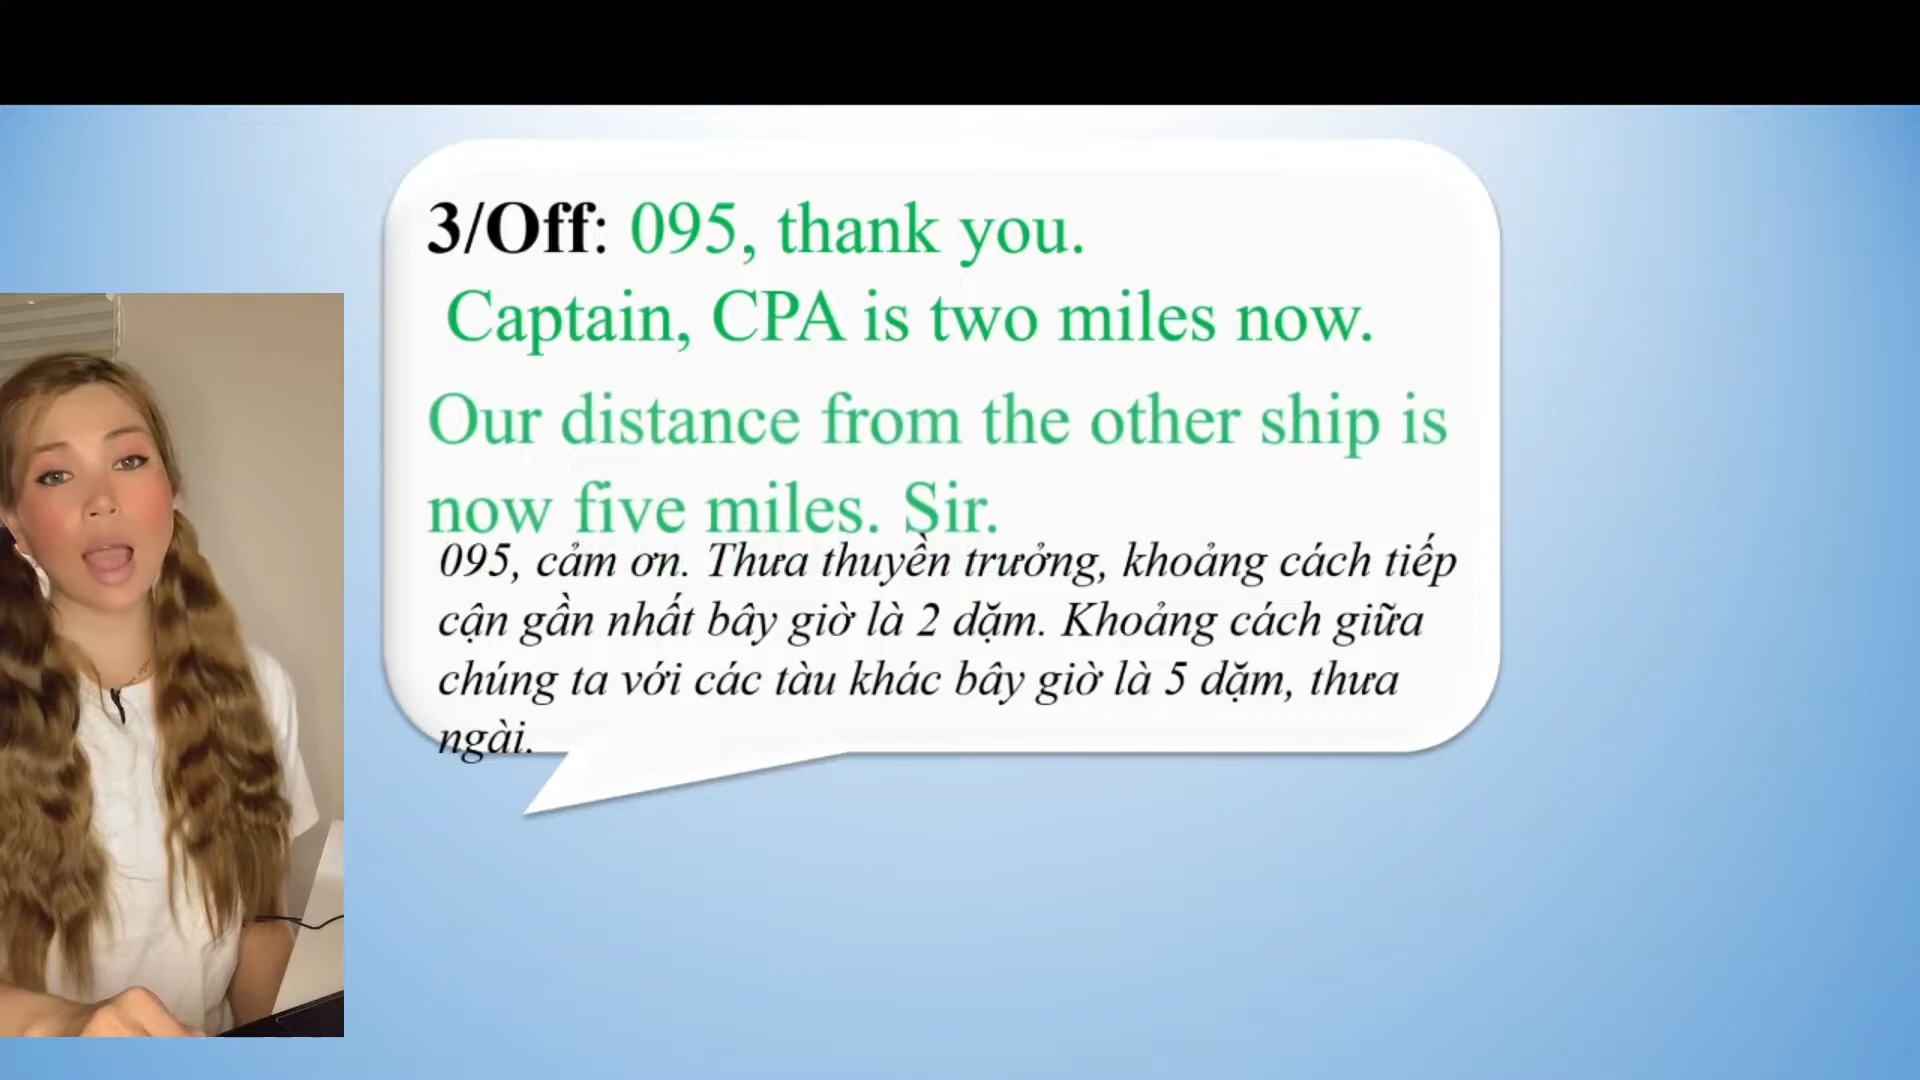 3/Off: 095, thank you.
Captain, CPA is two miles now.
Our distance from the other ship is
now five miles. Sir.
095, cảm ơn. Thưa thuyền trưởng, khoảng cách tiếp
cận gần nhất bây giờ là 2 dặm. Khoảng cách giữa
chúng ta với các tàu khác bây giờ là 5 dặm, thưa
ngài.